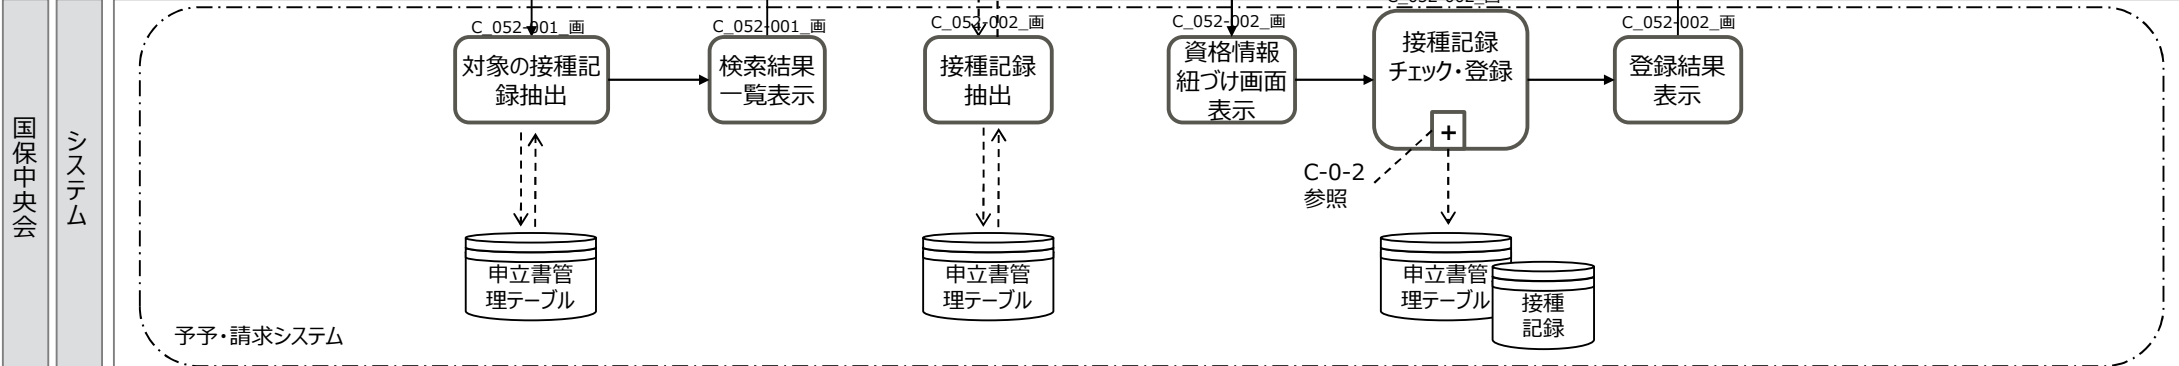 国保中央会
システム
C_052-001_画
対象の接種記
録抽出
C_052-001_画
検索結果
一覧表示
C_052-002_画
接種記録
抽出
C_052-002_画
資格情報
紐づけ画面
表示
接種記録
チェック・登録
+
C_052-002_画
登録結果
表示
C-0-2
参照
申立書管
理テーブル
申立書管
理テーブル
申立書管
理テーブル
接種
記録
予予・請求システム